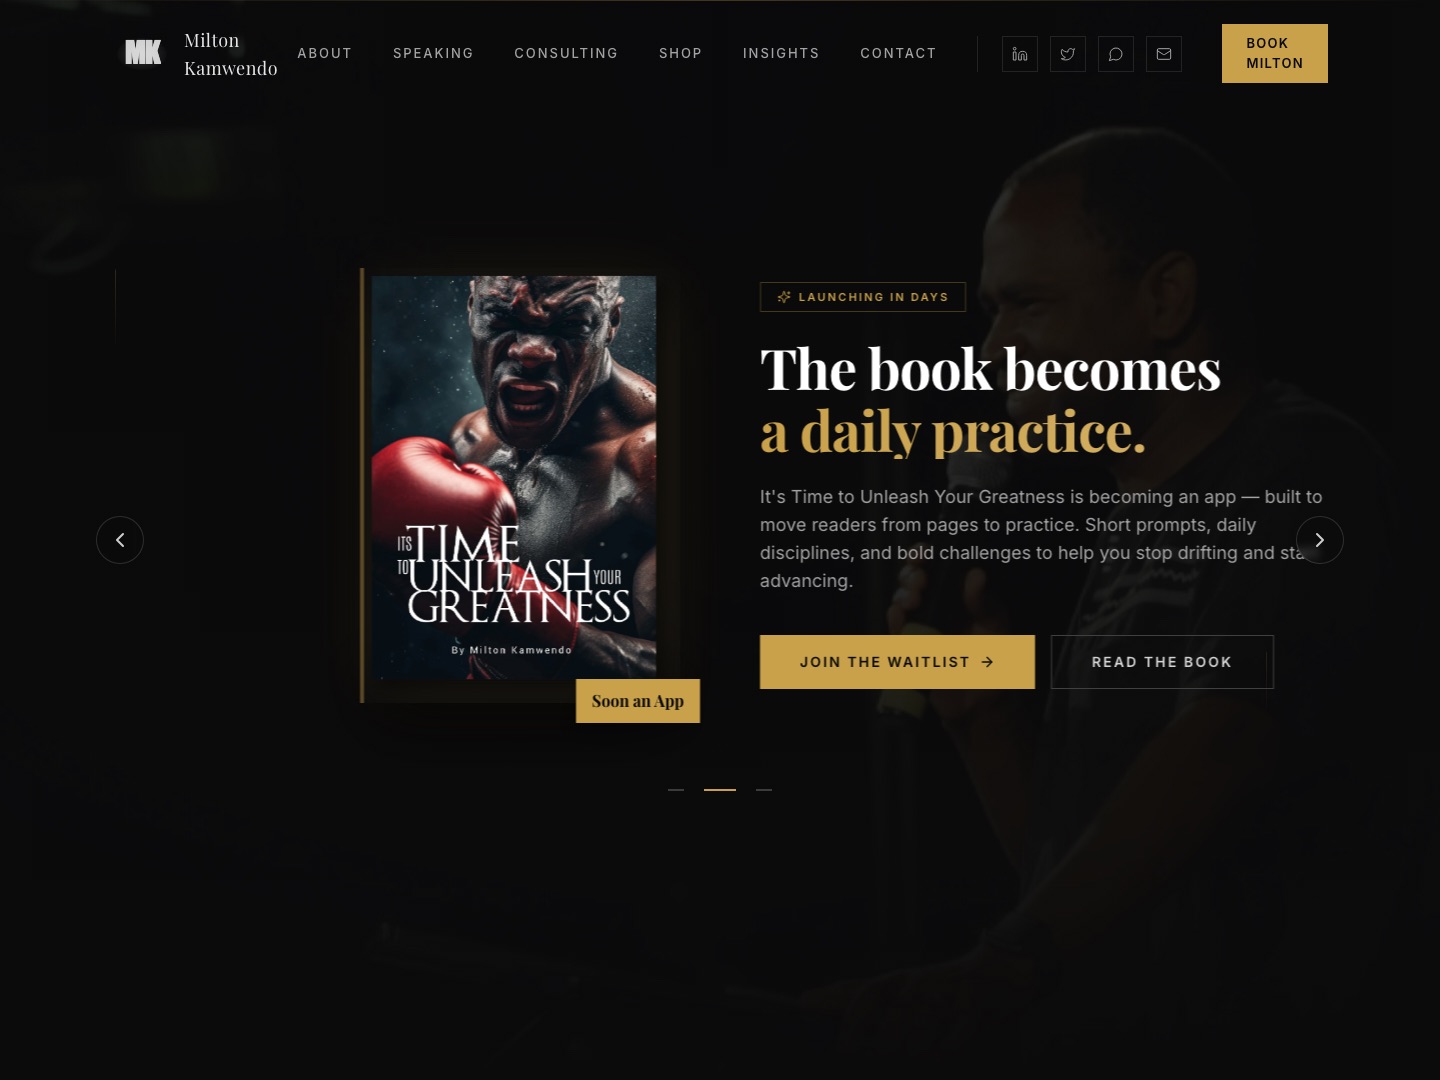 MK
Milton
Kamwendo
ABOUT
SPEAKING
CONSULTING
SHOP
INSIGHTS
CONTACT
BOOK
MILTON
ITS TIME
TO UNLEASH YOUR
GREATNESS
By Milton Kamwendo
Soon an App
LAUNCHING IN DAYS
The book becomes
a daily practice.
It's Time to Unleash Your Greatness is becoming an app — built to
move readers from pages to practice. Short prompts, daily
disciplines, and bold challenges to help you stop drifting and
advancing.
JOIN THE WAITLIST →
READ THE BOOK